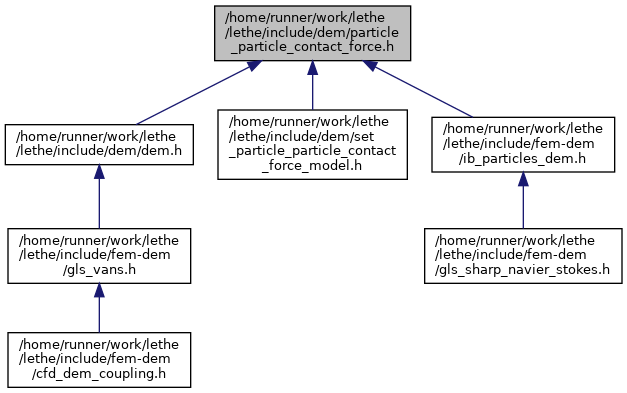 /home/runner/work/lethe
/lethe/include/dem/particle
_particle_contact_force.h
/home/runner/work/lethe
/lethe/include/dem/dem.h
/home/runner/work/lethe
/lethe/include/dem/set
_particle_particle_contact
_force_model.h
/home/runner/work/lethe
/lethe/include/fem-dem
/ib_particles_dem.h
/home/runner/work/lethe
/lethe/include/fem-dem
/gls_vans.h
/home/runner/work/lethe
/lethe/include/fem-dem
/gls_sharp_navier_stokes.h
/home/runner/work/lethe
/lethe/include/fem-dem
/cfd_dem_coupling.h